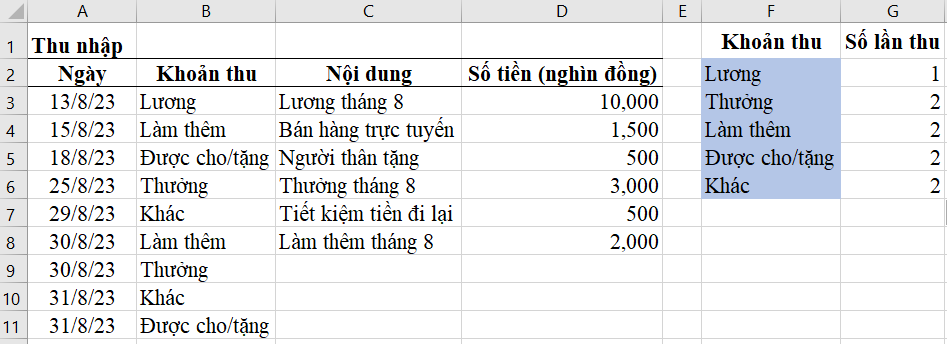 A B C D E F G
1 Thu nhập Khoản thu Số lần thu
2 Ngày Khoản thu Nội dung Số tiền (nghìn đồng) Lương 1
3 13/8/23 Lương Lương tháng 8 10,000 Thưởng 2
4 15/8/23 Làm thêm Bán hàng trực tuyến 1,500 Làm thêm 2
5 18/8/23 Được cho/tặng Người thân tặng 500 Được cho/tặng 2
6 25/8/23 Thưởng Thưởng tháng 8 3,000 Khác 2
7 29/8/23 Khác Tiết kiệm tiền đi lại 500
8 30/8/23 Làm thêm Làm thêm tháng 8 2,000
9 30/8/23 Thưởng
10 31/8/23 Khác
11 31/8/23 Được cho/tặng